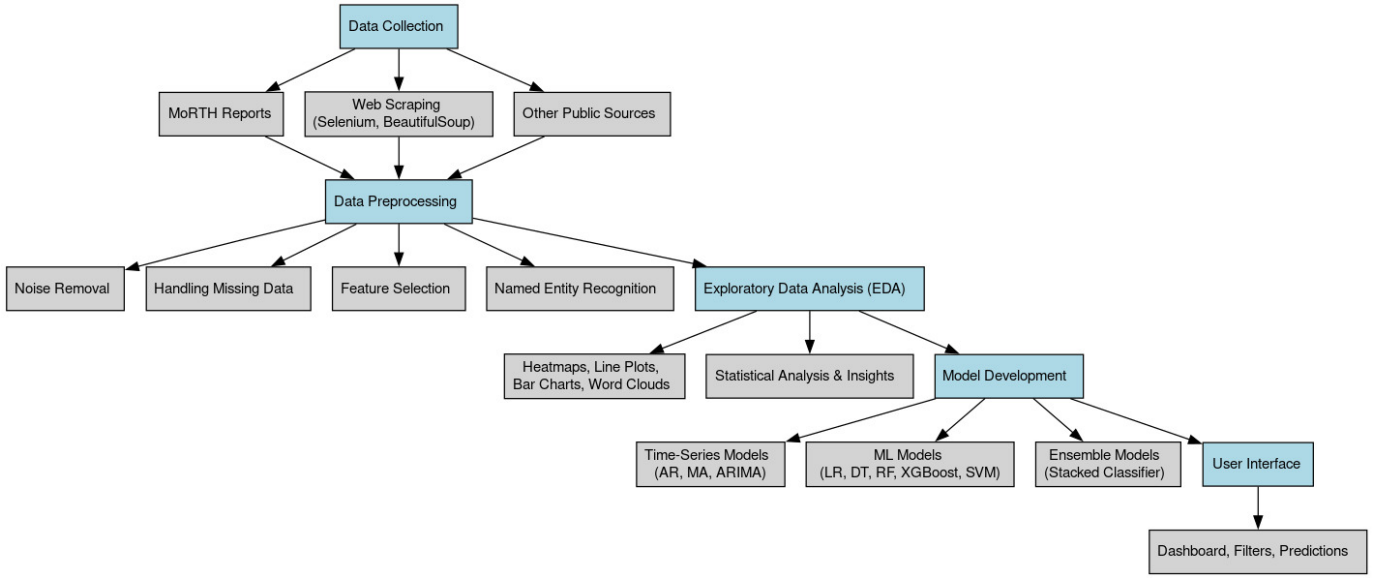 Data Collection
MoRTH Reports
Web Scraping
(Selenium, BeautifulSoup)
Other Public Sources
Data Preprocessing
Noise Removal
Handling Missing Data
Feature Selection
Named Entity Recognition
Exploratory Data Analysis (EDA)
Heatmaps, Line Plots,
Bar Charts, Word Clouds
Statistical Analysis & Insights
Model Development
Time-Series Models
(AR, MA, ARIMA)
ML Models
(LR, DT, RF, XGBoost, SVM)
Ensemble Models
(Stacked Classifier)
User Interface
Dashboard, Filters, Predictions